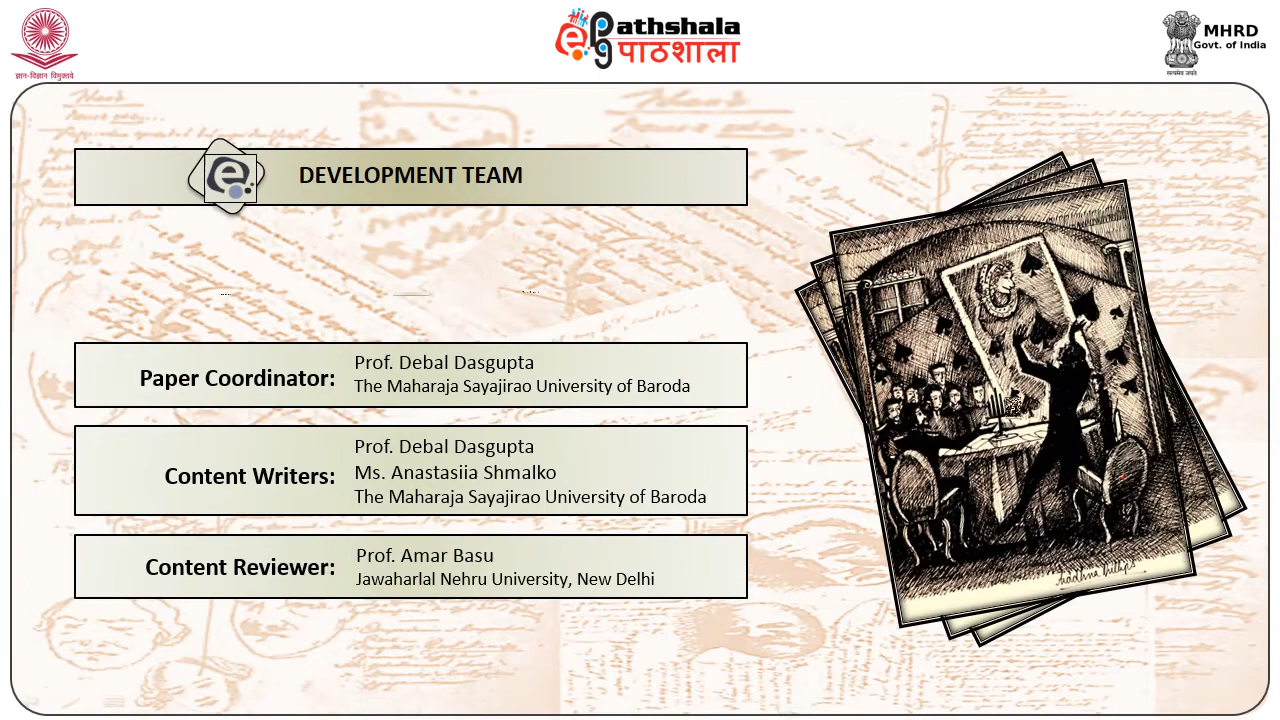 ज्ञान-विज्ञान विमुक्तये
ePathshala
पाठशाला
MHRD
Govt. of India
सत्यमेव जयते
DEVELOPMENT TEAM
Paper Coordinator:
Prof. Debal Dasgupta
The Maharaja Sayajirao University of Baroda
Content Writers:
Prof. Debal Dasgupta
Ms. Anastasiia Shmalko
The Maharaja Sayajirao University of Baroda
Content Reviewer:
Prof. Amar Basu
Jawaharlal Nehru University, New Delhi